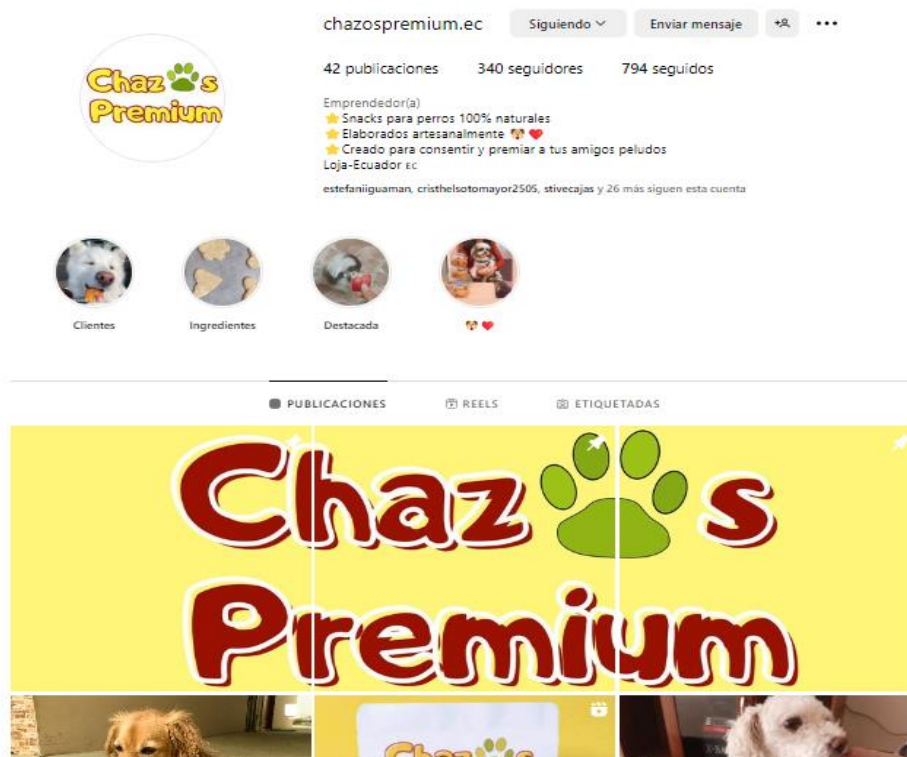 chazospremium.ec Siguiendo Enviar mensaje
42 publicaciones 340 seguidores 794 seguidos
Chaz s
Premium
Emprendedor(a)
⭐Snacks para perros 100% naturales
⭐Elaborados artesanalmente 🐶❤️
⭐Creado para consentir y premiar a tus amigos peludos
Loja-Ecuador EC
estefaniiguaman, cristhelsotomayor2505, stivecajas y 26 más siguen esta cuenta
Clientes Ingredientes Destacada 🐶❤️
PUBLICACIONES REELS ETIQUETADAS
Chaz s
Premium
Chaz s